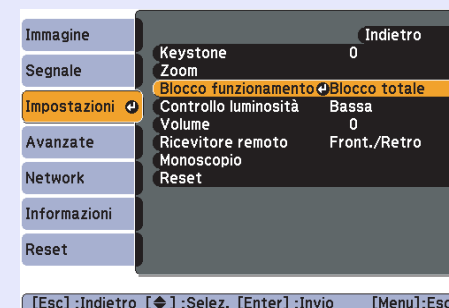 Immagine
Segnale
Impostazioni
Avanzate
Network
Informazioni
Reset
Indietro
Keystone 0
Zoom
Blocco funzionamento Blocco totale
Controllo luminosità Bassa
Volume 0
Ricevitore remoto Front./Retro
Monoscopio
Reset
[Esc] :Indietro [ ] :Selez. [Enter] :Invio [Menu]:Esc